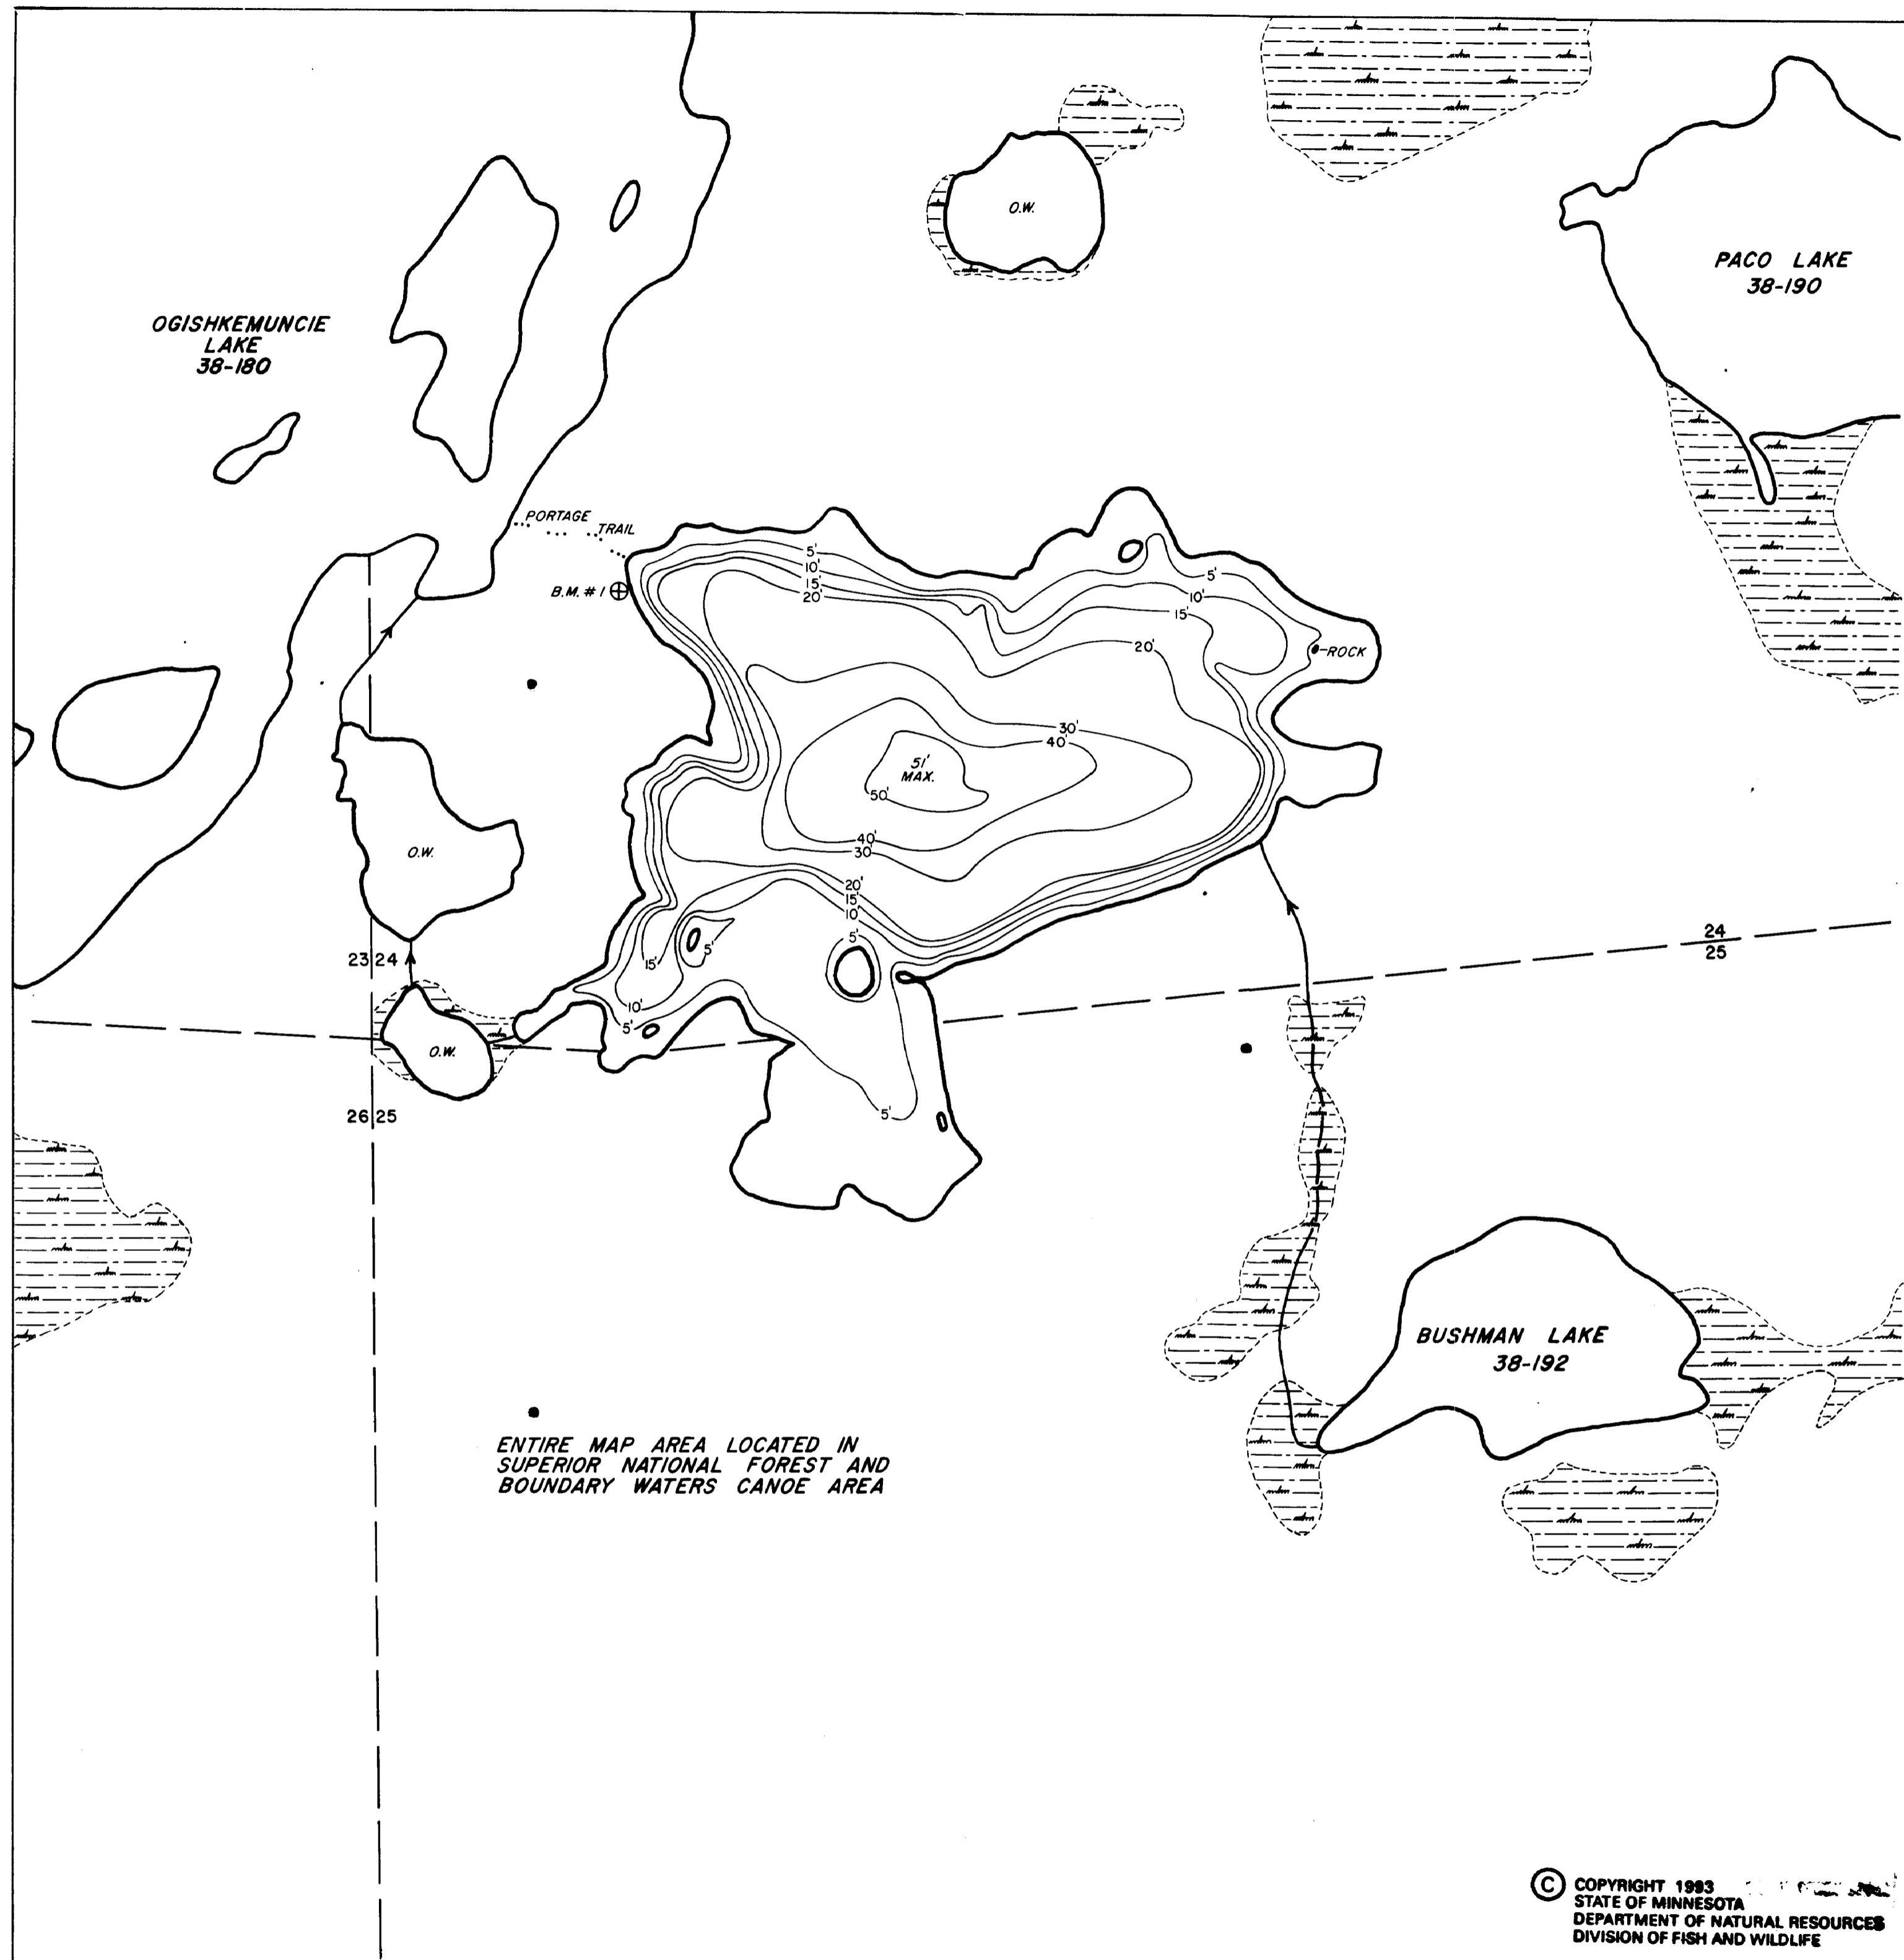 O.W.
PACO LAKE
38-190
OGISHKEMUNCIE
LAKE
38-180
PORTAGE
TRAIL
B.M. #1
5'
10'
15'
20'
5'
10'
15'
20'
ROCK
30'
40'
51'
MAX.
50'
40'
30'
O.W.
20'
15'
10'
5'
5'
15'
10'
5'
23 24
24
25
O.W.
26 25
5'
BUSHMAN LAKE
38-192
ENTIRE MAP AREA LOCATED IN
SUPERIOR NATIONAL FOREST AND
BOUNDARY WATERS CANOE AREA
© COPYRIGHT 1993
STATE OF MINNESOTA
DEPARTMENT OF NATURAL RESOURCES
DIVISION OF FISH AND WILDLIFE